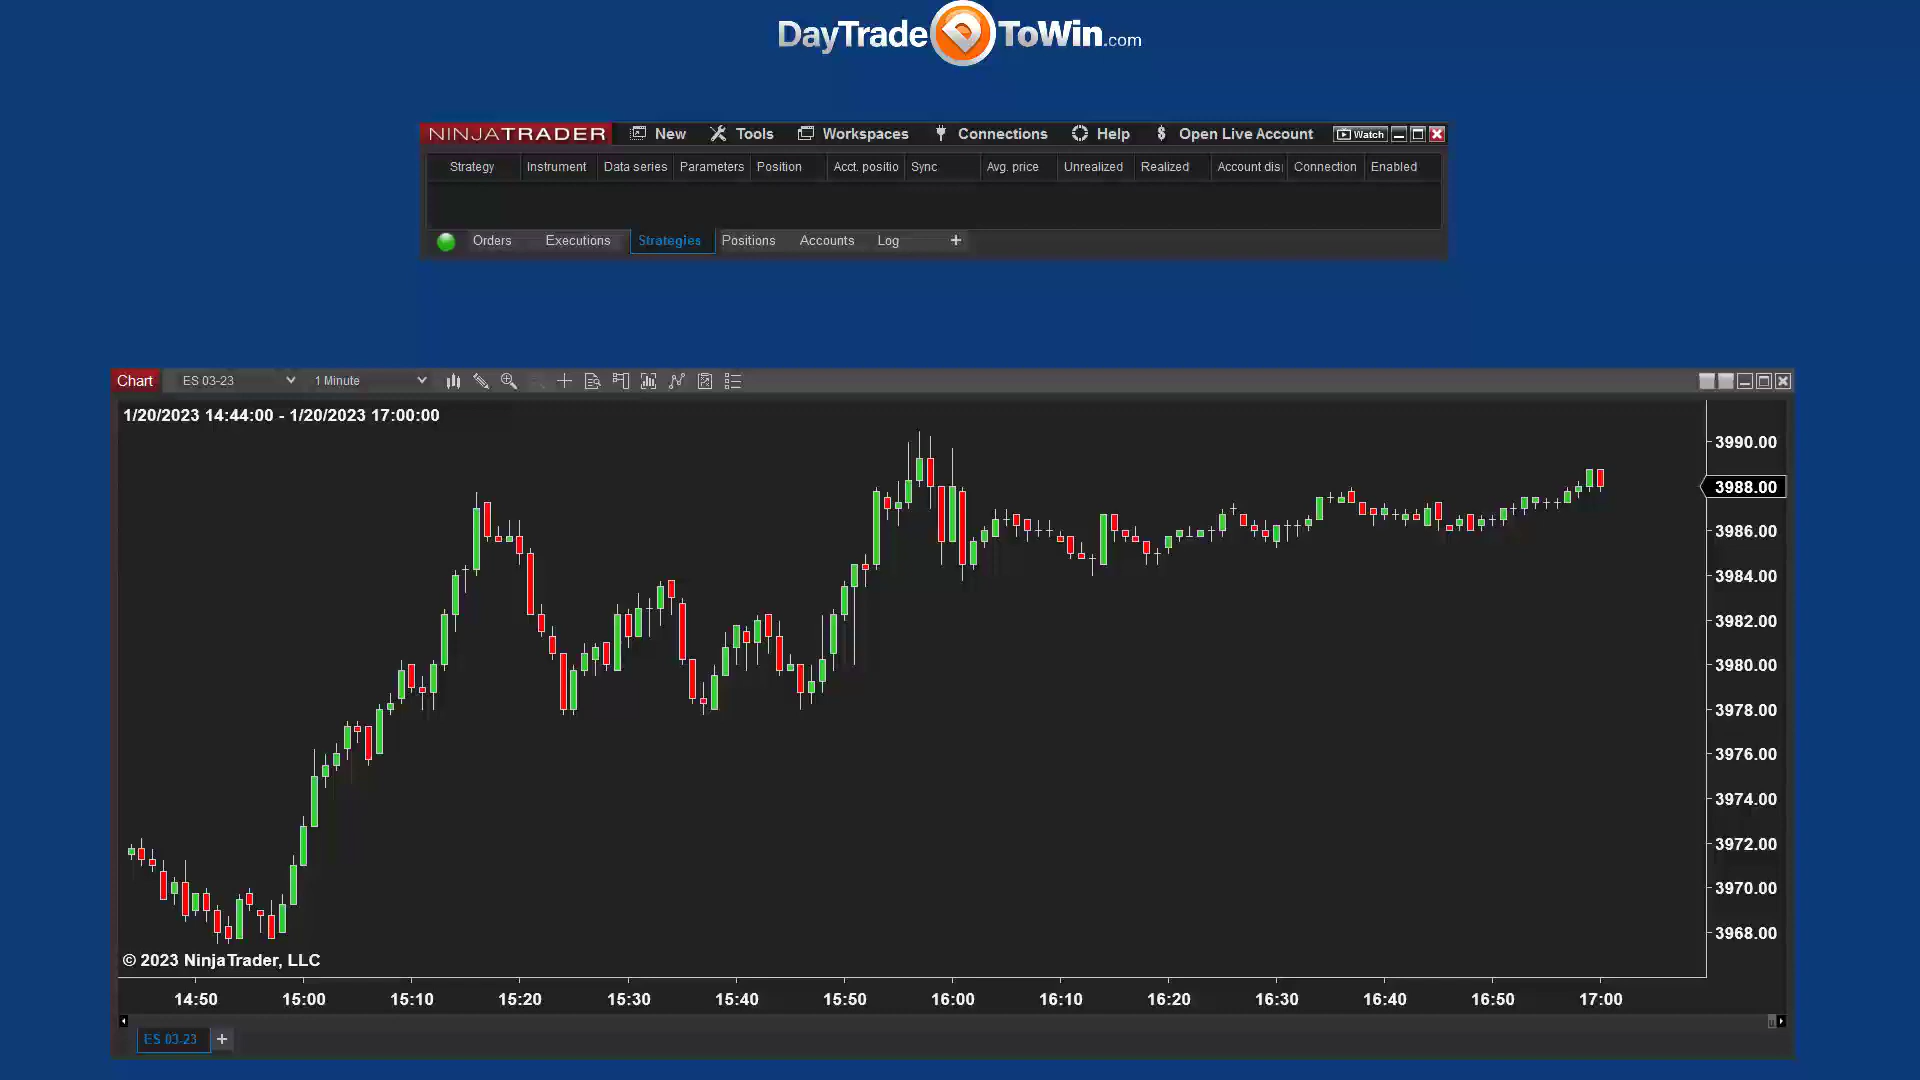 DayTradeToWin.com
NINJATRADER New Tools Workspaces Connections Help $ Open Live Account Watch
Strategy Instrument Data series Parameters Position Acct. positio Sync Avg. price Unrealized Realized Account dis Connection Enabled
Orders Executions Strategies Positions Accounts Log +
Chart ES 03-23 1 Minute
1/20/2023 14:44:00 - 1/20/2023 17:00:00
3990.00
3988.00
3986.00
3984.00
3982.00
3980.00
3978.00
3976.00
3974.00
3972.00
3970.00
3968.00
© 2023 NinjaTrader, LLC
14:50 15:00 15:10 15:20 15:30 15:40 15:50 16:00 16:10 16:20 16:30 16:40 16:50 17:00
ES 03-23 +